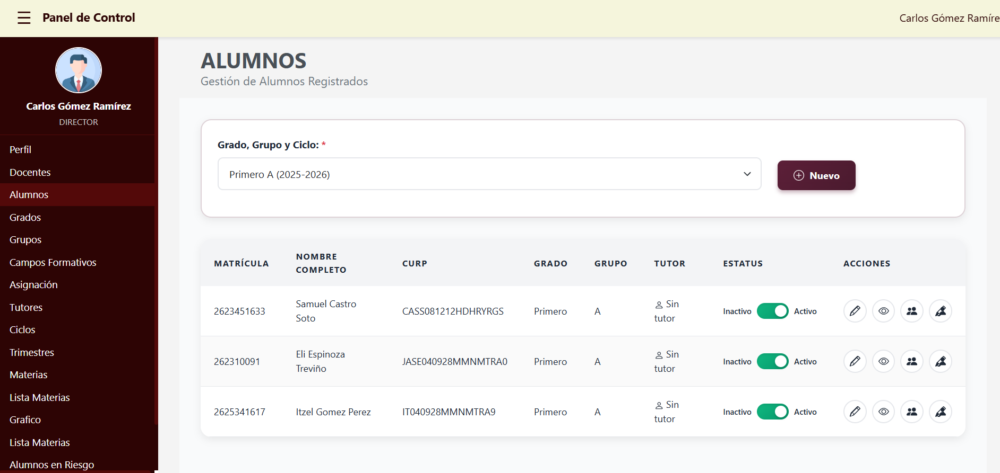 Panel de Control
Carlos Gómez Ramíre
Carlos Gómez Ramírez
DIRECTOR
Perfil
Docentes
Alumnos
Grados
Grupos
Campos Formativos
Asignación
Tutores
Ciclos
Trimestres
Materias
Lista Materias
Grafico
Lista Materias
Alumnos en Riesgo
ALUMNOS
Gestión de Alumnos Registrados
Grado, Grupo y Ciclo: *
Primero A (2025-2026)
Nuevo
MATRÍCULA NOMBRE COMPLETO CURP GRADO GRUPO TUTOR ESTATUS ACCIONES
2623451633 Samuel Castro Soto CASS081212HDHRYRGS Primero A Sin tutor Inactivo Activo
262310091 Eli Espinoza Treviño JASE040928MMNMTRA0 Primero A Sin tutor Inactivo Activo
2625341617 Itzel Gomez Perez IT040928MMNMTRA9 Primero A Sin tutor Inactivo Activo